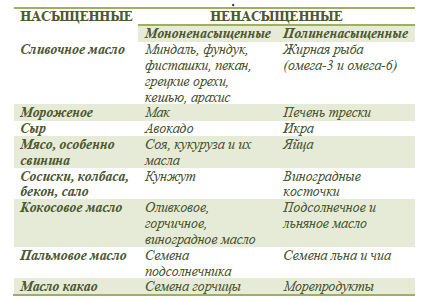 НАСЫЩЕННЫЕ НЕНАСЫЩЕННЫЕ
Мононенасыщенные Полиненасыщенные
Сливочное масло Миндаль, фундук, Жирная рыба
фисташки, пекан, (омега-3 и омега-6)
грецкие орехи,
кешью, арахис
Мороженое Мак Печень трески
Сыр Авокадо Икра
Мясо, особенно Соя, кукуруза и их Яйца
свинина масла
Сосиски, колбаса, Кунжут Виноградные
бекон, сало косточки
Кокосовое масло Оливковое, Подсолнечное и
горчичное, льняное масло
виноградное масло
Пальмовое масло Семена Семена льна и чиа
подсолнечника
Масло какао Семена горчицы Морепродукты